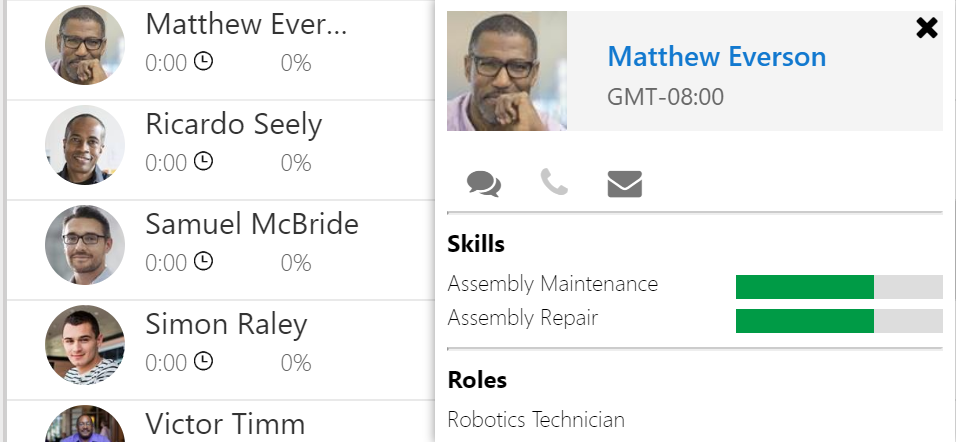 Matthew Ever...
0:00 0%
Ricardo Seely
0:00 0%
Samuel McBride
0:00 0%
Simon Raley
0:00 0%
Victor Timm
Matthew Everson
GMT-08:00
Skills
Assembly Maintenance
Assembly Repair
Roles
Robotics Technician